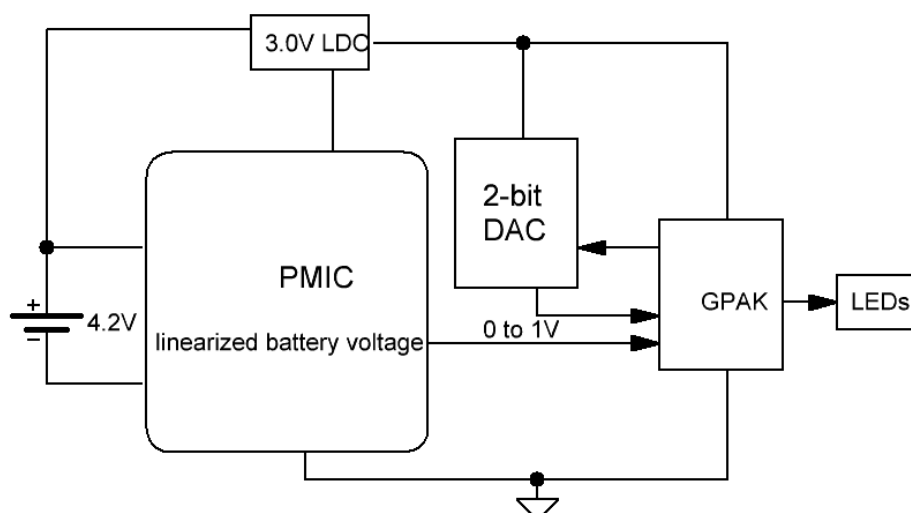 3.0V LDO
2-bit
DAC
PMIC
GPAK
LEDs
+
4.2V
linearized battery voltage
0 to 1V
−